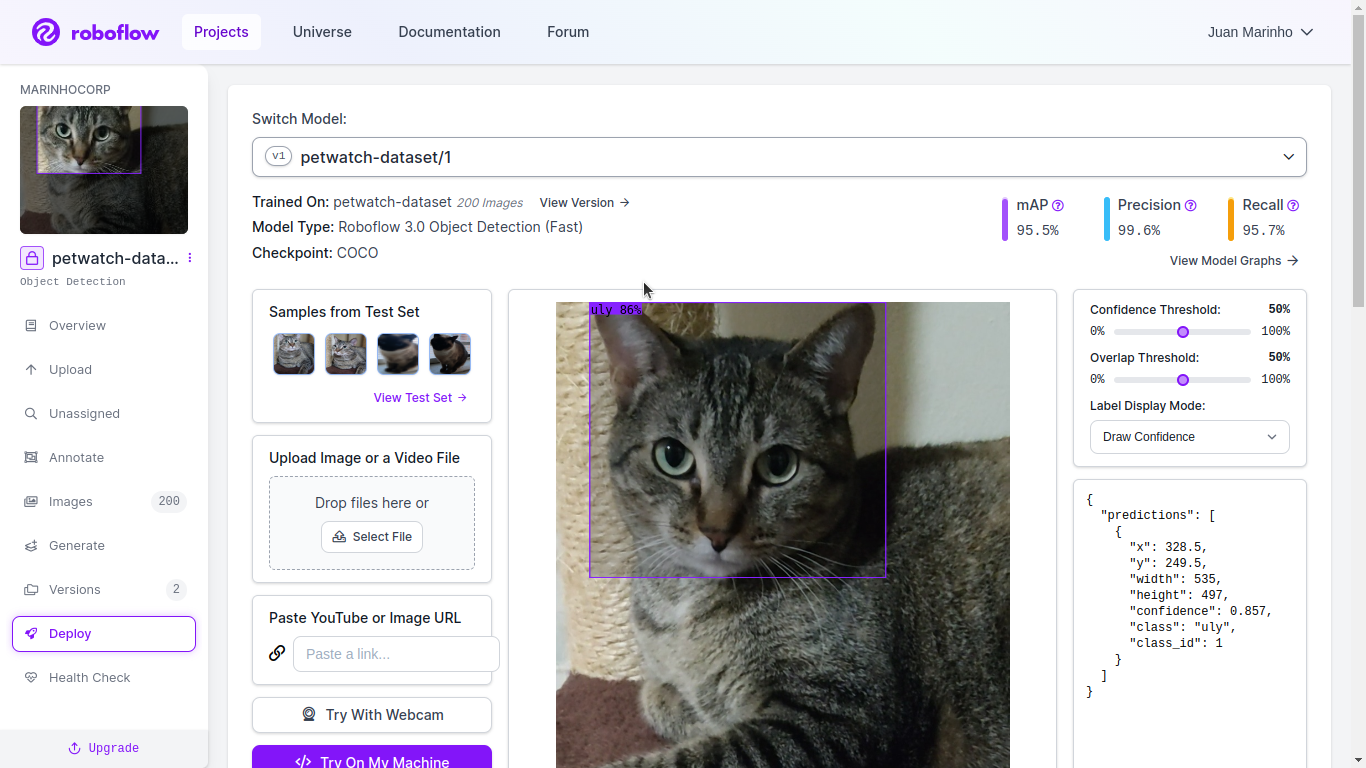 roboflow
Projects
Universe
Documentation
Forum
Juan Marinho
MARINHOCORP
petwatch-data...
Object Detection
Overview
Upload
Unassigned
Annotate
Images 200
Generate
Versions 2
Deploy
Health Check
Upgrade
Switch Model:
v1 petwatch-dataset/1
Trained On: petwatch-dataset 200 Images View Version →
Model Type: Roboflow 3.0 Object Detection (Fast)
Checkpoint: COCO
mAP ?
95.5%
Precision ?
99.6%
Recall ?
95.7%
View Model Graphs →
Samples from Test Set
View Test Set →
Upload Image or a Video File
Drop files here or
Select File
Paste YouTube or Image URL
Paste a link...
Try With Webcam
</> Try On My Machine
uly 86%
Confidence Threshold: 50%
0% 100%
Overlap Threshold: 50%
0% 100%
Label Display Mode:
Draw Confidence
{
"predictions": [
{
"x": 328.5,
"y": 249.5,
"width": 535,
"height": 497,
"confidence": 0.857,
"class": "uly",
"class_id": 1
}
]
}